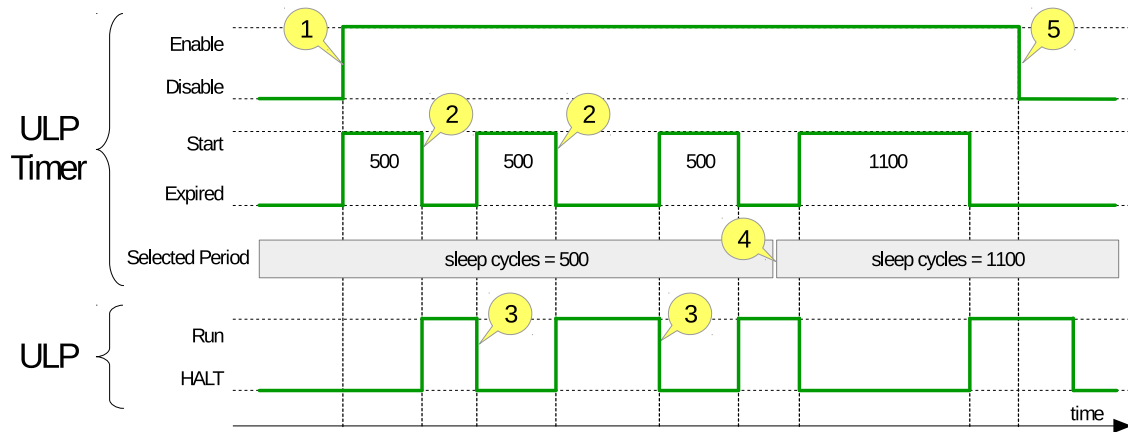 1
5
Enable
Disable
ULP
Timer
2
2
Start
500
500
500
1100
Expired
4
Selected Period
sleep cycles = 500
sleep cycles = 1100
3
3
ULP
Run
HALT
time